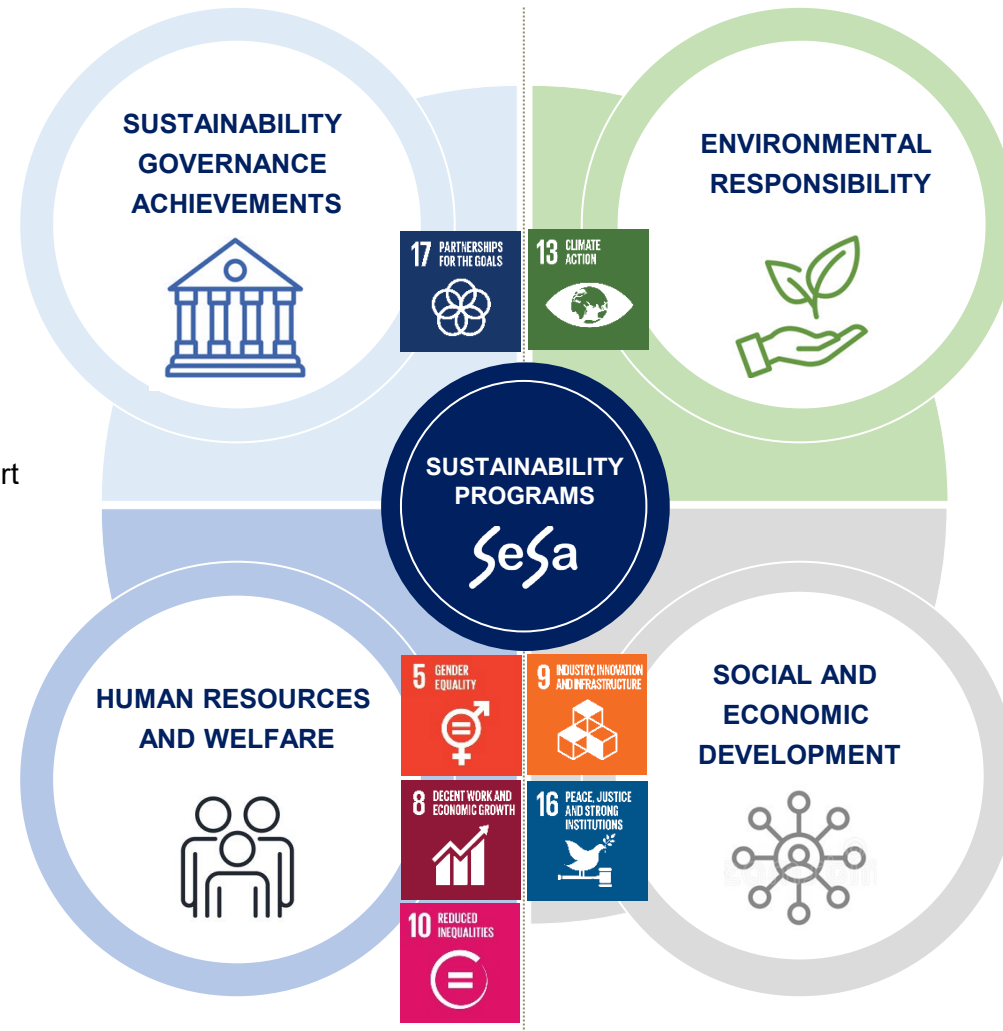 SUSTAINABILITY
GOVERNANCE
ACHIEVEMENTS
ENVIRONMENTAL
RESPONSIBILITY
17 PARTNERSHIPS
FOR THE GOALS
13 CLIMATE
ACTION
rt
SUSTAINABILITY
PROGRAMS
SeSa
HUMAN RESOURCES
AND WELFARE
5 GENDER
EQUALITY
9 INDUSTRY, INNOVATION
AND INFRASTRUCTURE
8 DECENT WORK AND
ECONOMIC GROWTH
16 PEACE, JUSTICE
AND STRONG
INSTITUTIONS
10 REDUCED
INEQUALITIES
SOCIAL AND
ECONOMIC
DEVELOPMENT